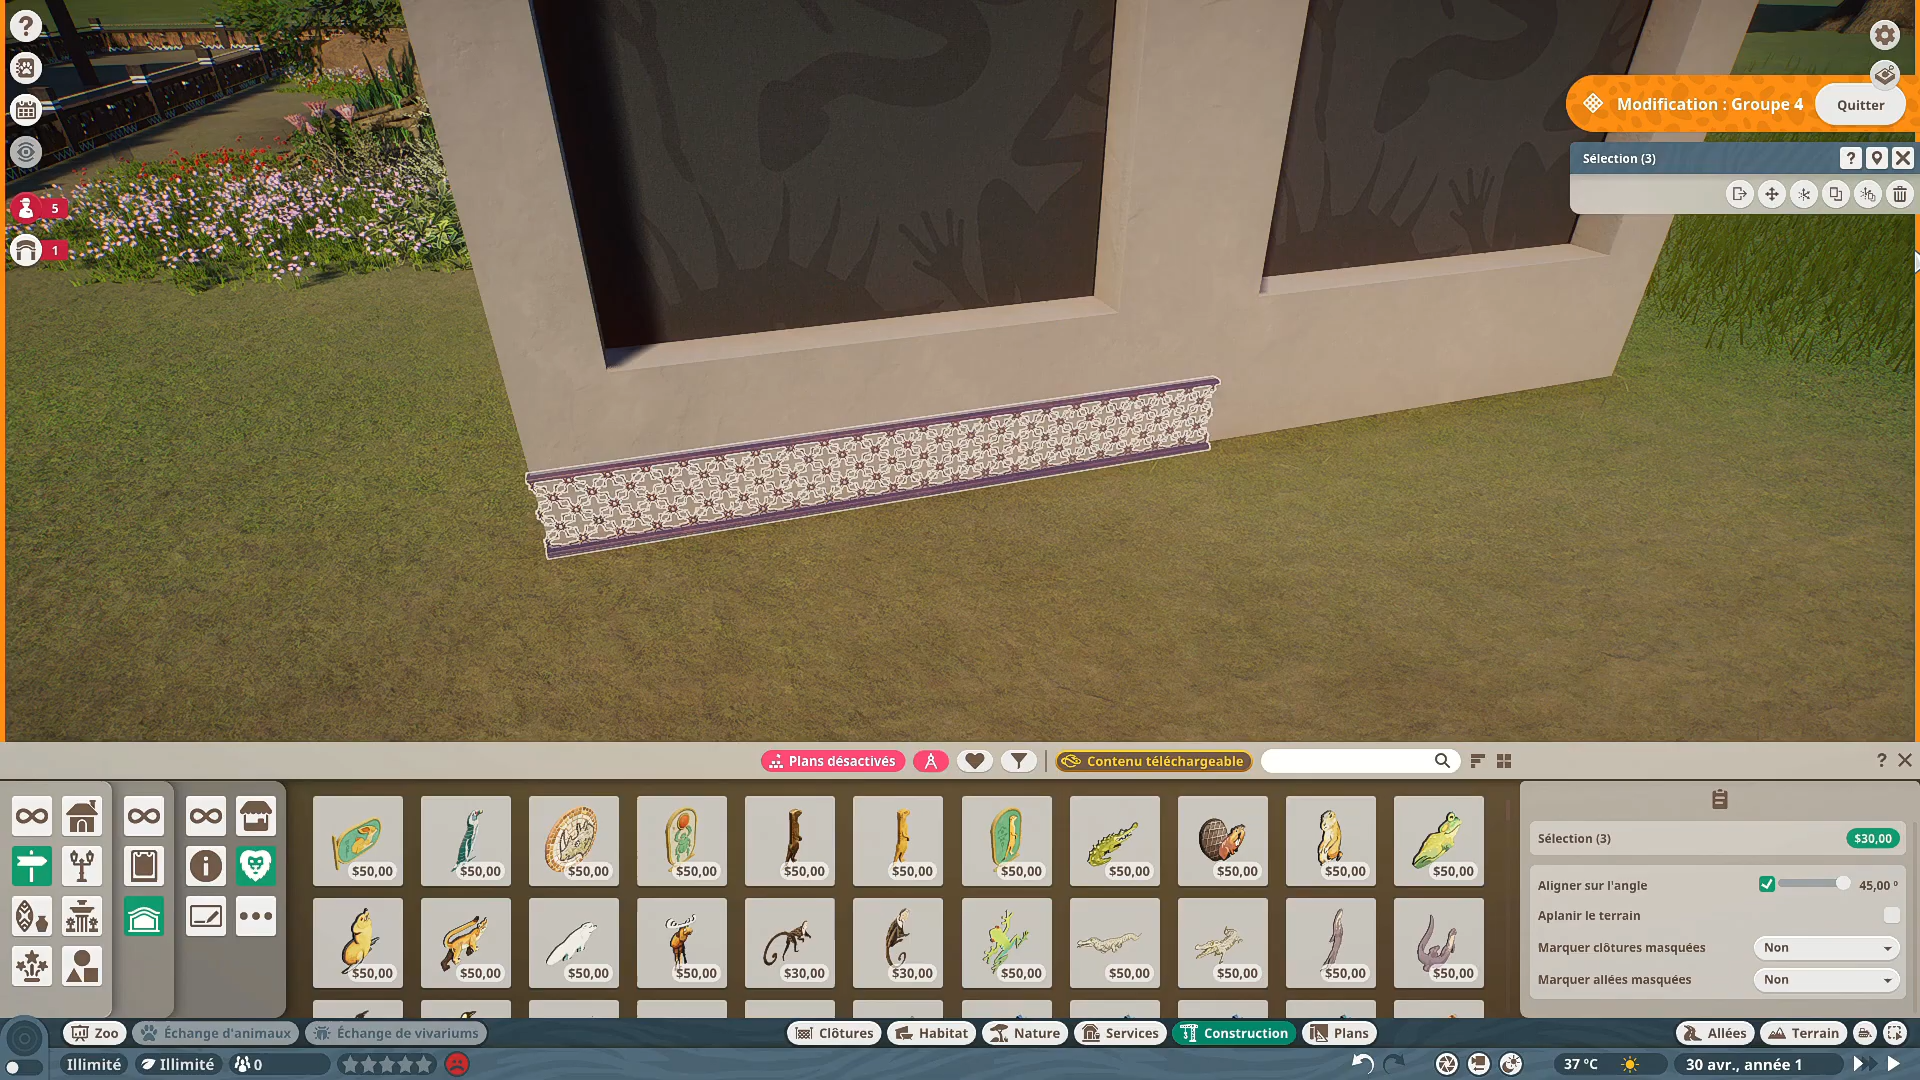 Modification : Groupe 4
Quitter
Sélection (3)
?
5
1
Plans désactivés
Contenu téléchargeable
?
$50,00 $50,00 $50,00 $50,00 $50,00 $50,00 $50,00 $50,00 $50,00 $50,00 $50,00
$50,00 $50,00 $50,00 $50,00 $30,00 $30,00 $50,00 $50,00 $50,00 $50,00 $50,00
Sélection (3) $30,00
Aligner sur l'angle 45,00 °
Aplanir le terrain
Marquer clôtures masquées Non
Marquer allées masquées Non
Zoo Échange d'animaux Échange de vivariums Clôtures Habitat Nature Services Construction Plans Allées Terrain
Illimité Illimité 0 37 °C 30 avr., année 1